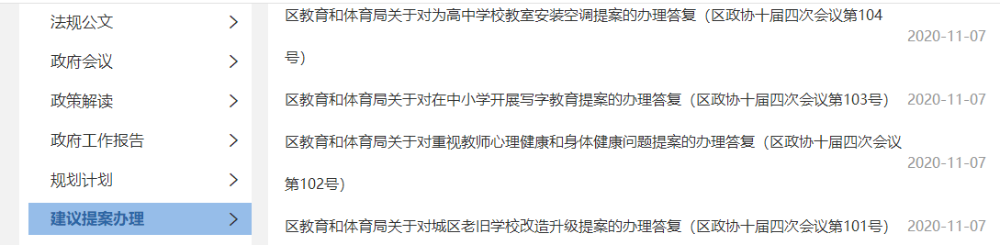 法规公文
政府会议
政策解读
政府工作报告
规划计划
建议提案办理
区教育和体育局关于对为高中学校教室安装空调提案的办理答复（区政协十届四次会议第104
号）
2020-11-07
区教育和体育局关于对在中小学开展写字教育提案的办理答复（区政协十届四次会议第103号）
2020-11-07
区教育和体育局关于对重视教师心理健康和身体健康问题提案的办理答复（区政协十届四次会议
第102号）
2020-11-07
区教育和体育局关于对城区老旧学校改造升级提案的办理答复（区政协十届四次会议第101号）
2020-11-07